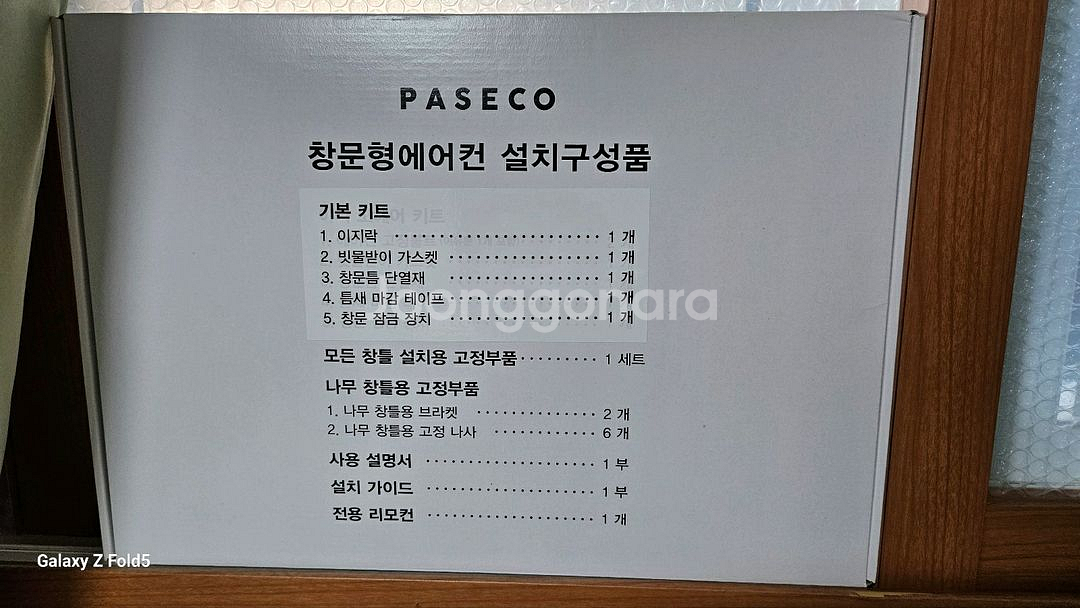 PASECO
창문형에어컨 설치구성품
기본 키트
1. 이지락 ························ 1 개
2. 빗물받이 가스켓 ·················· 1 개
3. 창문틈 단열재 ·················· 1 개
4. 틈새 마감 테이프 ·················· 1 개
5. 창문 잠금 장치 ·················· 1 개
모든 창틀 설치용 고정부품 ········· 1 세트
나무 창틀용 고정부품
1. 나무 창틀용 브라켓 ·············· 2 개
2. 나무 창틀용 고정 나사 ············ 6 개
사용 설명서 ···················· 1 부
설치 가이드 ···················· 1 부
전용 리모컨 ···················· 1 개
Galaxy Z Fold5